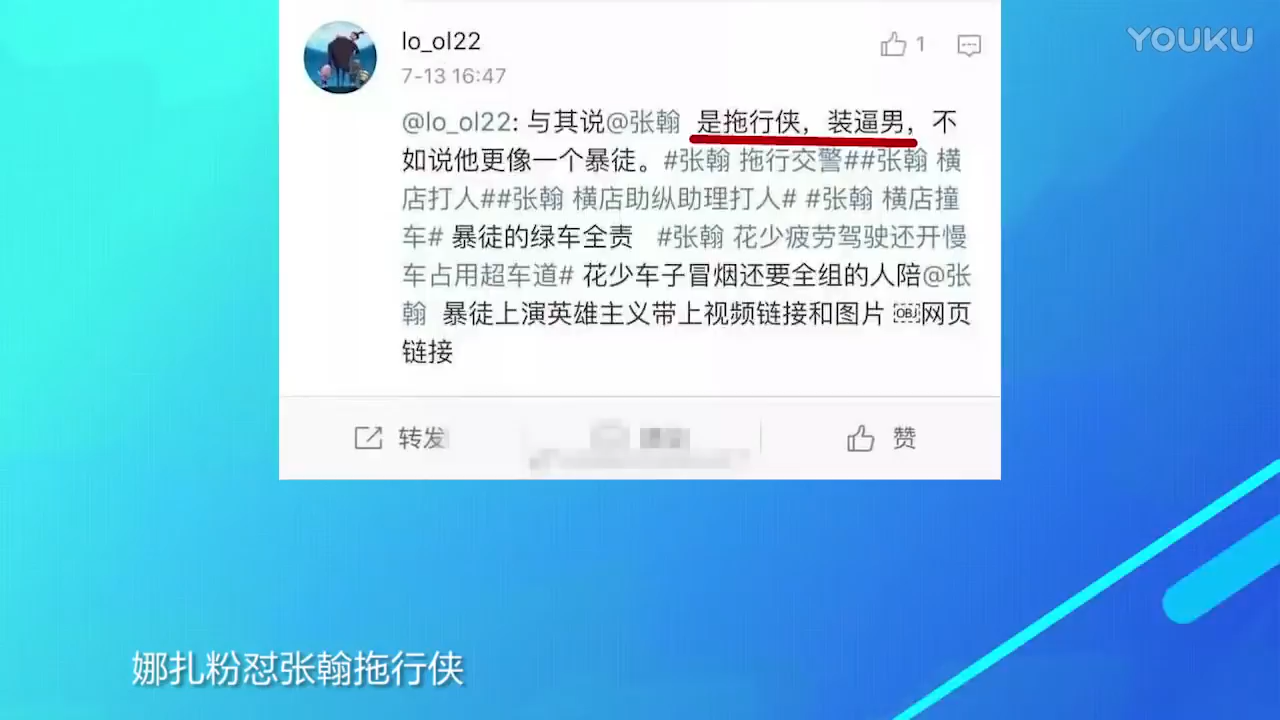 YOUKU
lo_ol22
1
7-13 16:47
@lo_ol22: 与其说@张翰 是拖行侠，装逼男，不
如说他更像一个暴徒。#张翰 拖行交警##张翰 横
店打人##张翰 横店助纵助理打人# #张翰 横店撞
车# 暴徒的绿车全责 #张翰 花少疲劳驾驶还开慢
车占用超车道# 花少车子冒烟还要全组的人陪@张
翰 暴徒上演英雄主义带上视频链接和图片 OBJ网页
链接
转发
赞
娜扎粉怼张翰拖行侠